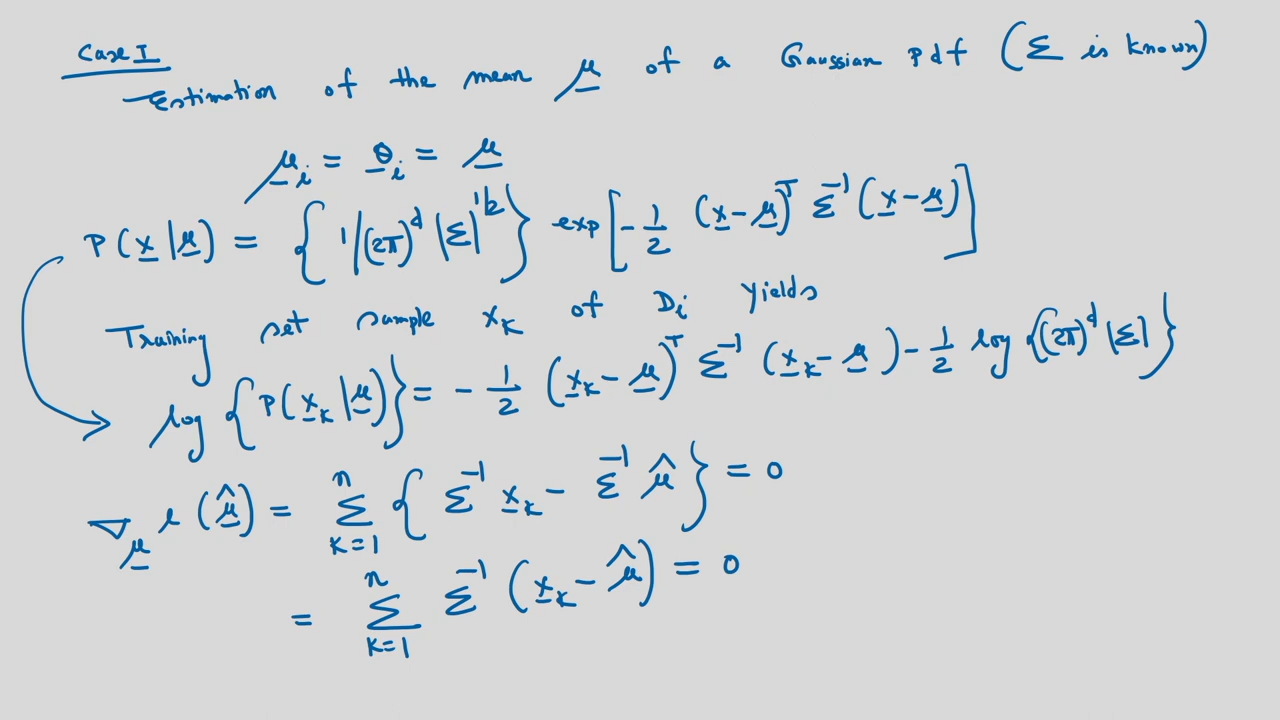 Case I
Estimation of the mean μ of a Gaussian pdf (Σ is known)
μ_i = θ_i = μ
P(x|μ) = {1/(2π)^d |Σ|^1/2} exp[-1/2 (x-μ)^T Σ^-1 (x-μ)]
Training set sample x_k of D_i yields
log{P(x_k|μ)} = -1/2 (x_k-μ)^T Σ^-1 (x_k-μ) - 1/2 log{(2π)^d |Σ|}
∇_μ l(μ̂) = Σ_{k=1}^n {Σ^-1 x_k - Σ^-1 μ̂} = 0
= Σ_{k=1}^n Σ^-1 (x_k - μ̂) = 0